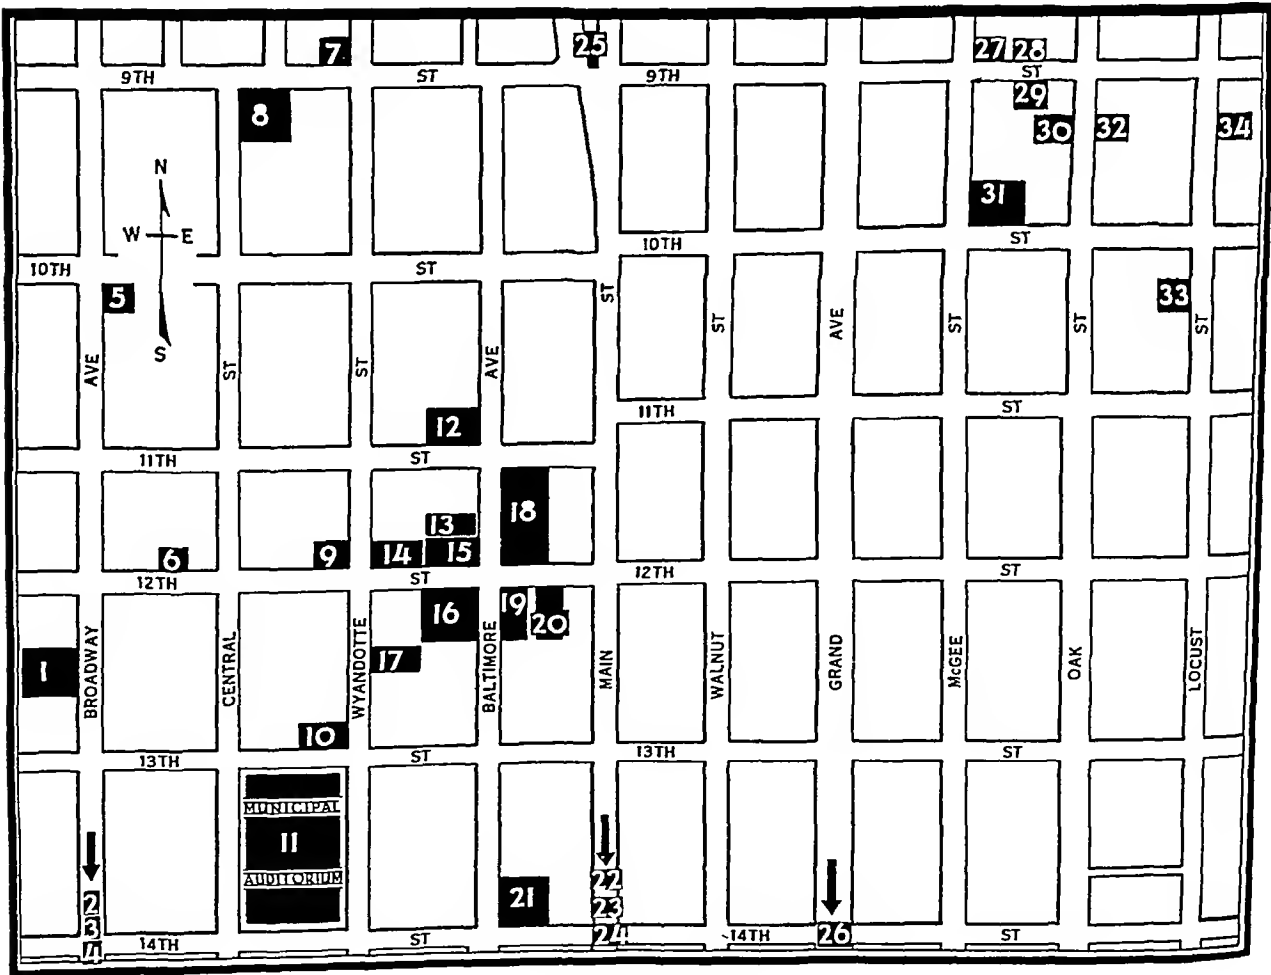 7 25 27 28
9TH ST 9TH ST
8 29
30 32 34
N
W E
S
31
10TH ST 10TH ST
5 33
AVE ST ST AVE ST ST AVE ST ST ST
12
11TH ST 11TH ST
18
13
6 9 14 15
12TH ST 12TH ST
16 19 20
17
1
BROADWAY CENTRAL WYANDOTTE BALTIMORE MAIN WALNUT GRAND McGEE OAK LOCUST
10
13TH ST 13TH ST
MUNICIPAL
11
AUDITORIUM
21 22
2 23
3 24 26
4
14TH ST 14TH ST